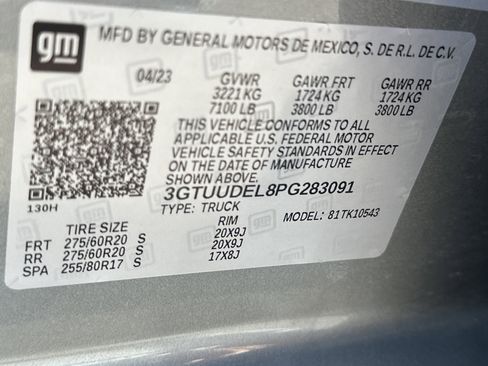 gm
MFD BY GENERAL MOTORS DE MEXICO, S. DE R.L. DE C.V.
04/23 GVWR GAWR FRT GAWR RR
3221 KG 1724 KG 1724 KG
7100 LB 3800 LB 3800 LB
THIS VEHICLE CONFORMS TO ALL
APPLICABLE U.S. FEDERAL MOTOR
VEHICLE SAFETY STANDARDS IN EFFECT
ON THE DATE OF MANUFACTURE
SHOWN ABOVE.
3GTUUDEL8PG283091
130H
TYPE: TRUCK MODEL: 81TK10543
TIRE SIZE RIM
FRT 275/60R20 S 20X9J
RR 275/60R20 S 20X9J
SPA 255/80R17 S 17X8J